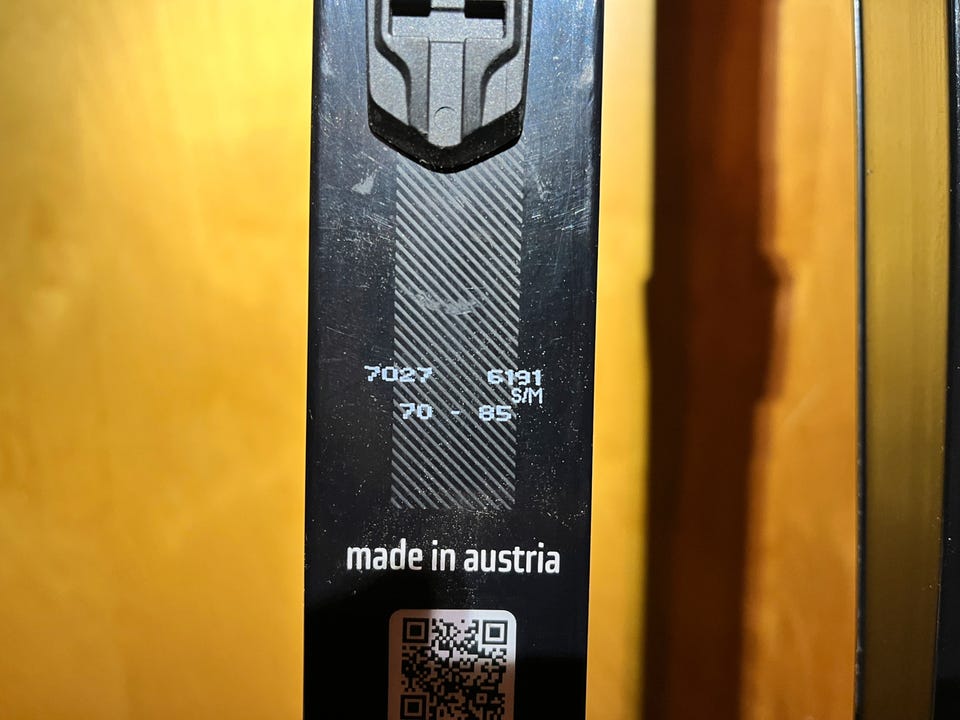 7027 6191
S/M
70 - 85
made in austria